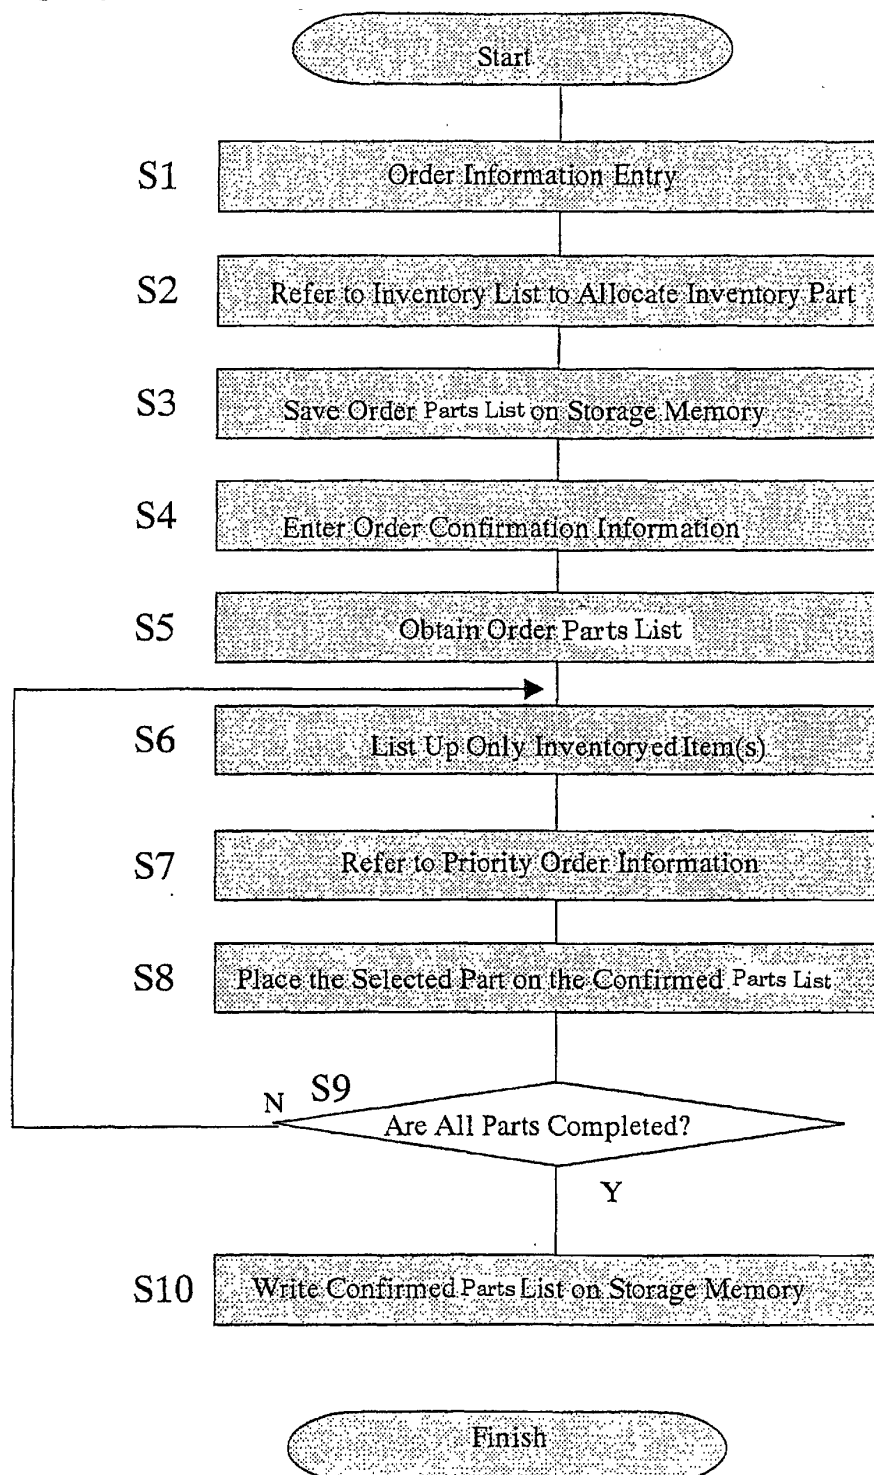 Start
S1
Order Information Entry
S2
Refer to Inventory List to Allocate Inventory Part
S3
Save Order Parts List on Storage Memory
S4
Enter Order Confirmation Information
S5
Obtain Order Parts List
S6
List Up Only Inventoryed Item(s)
S7
Refer to Priority Order Information
S8
Place the Selected Part on the Confirmed Parts List
S9
N
Are All Parts Completed?
Y
S10
Write Confirmed Parts List on Storage Memory
Finish